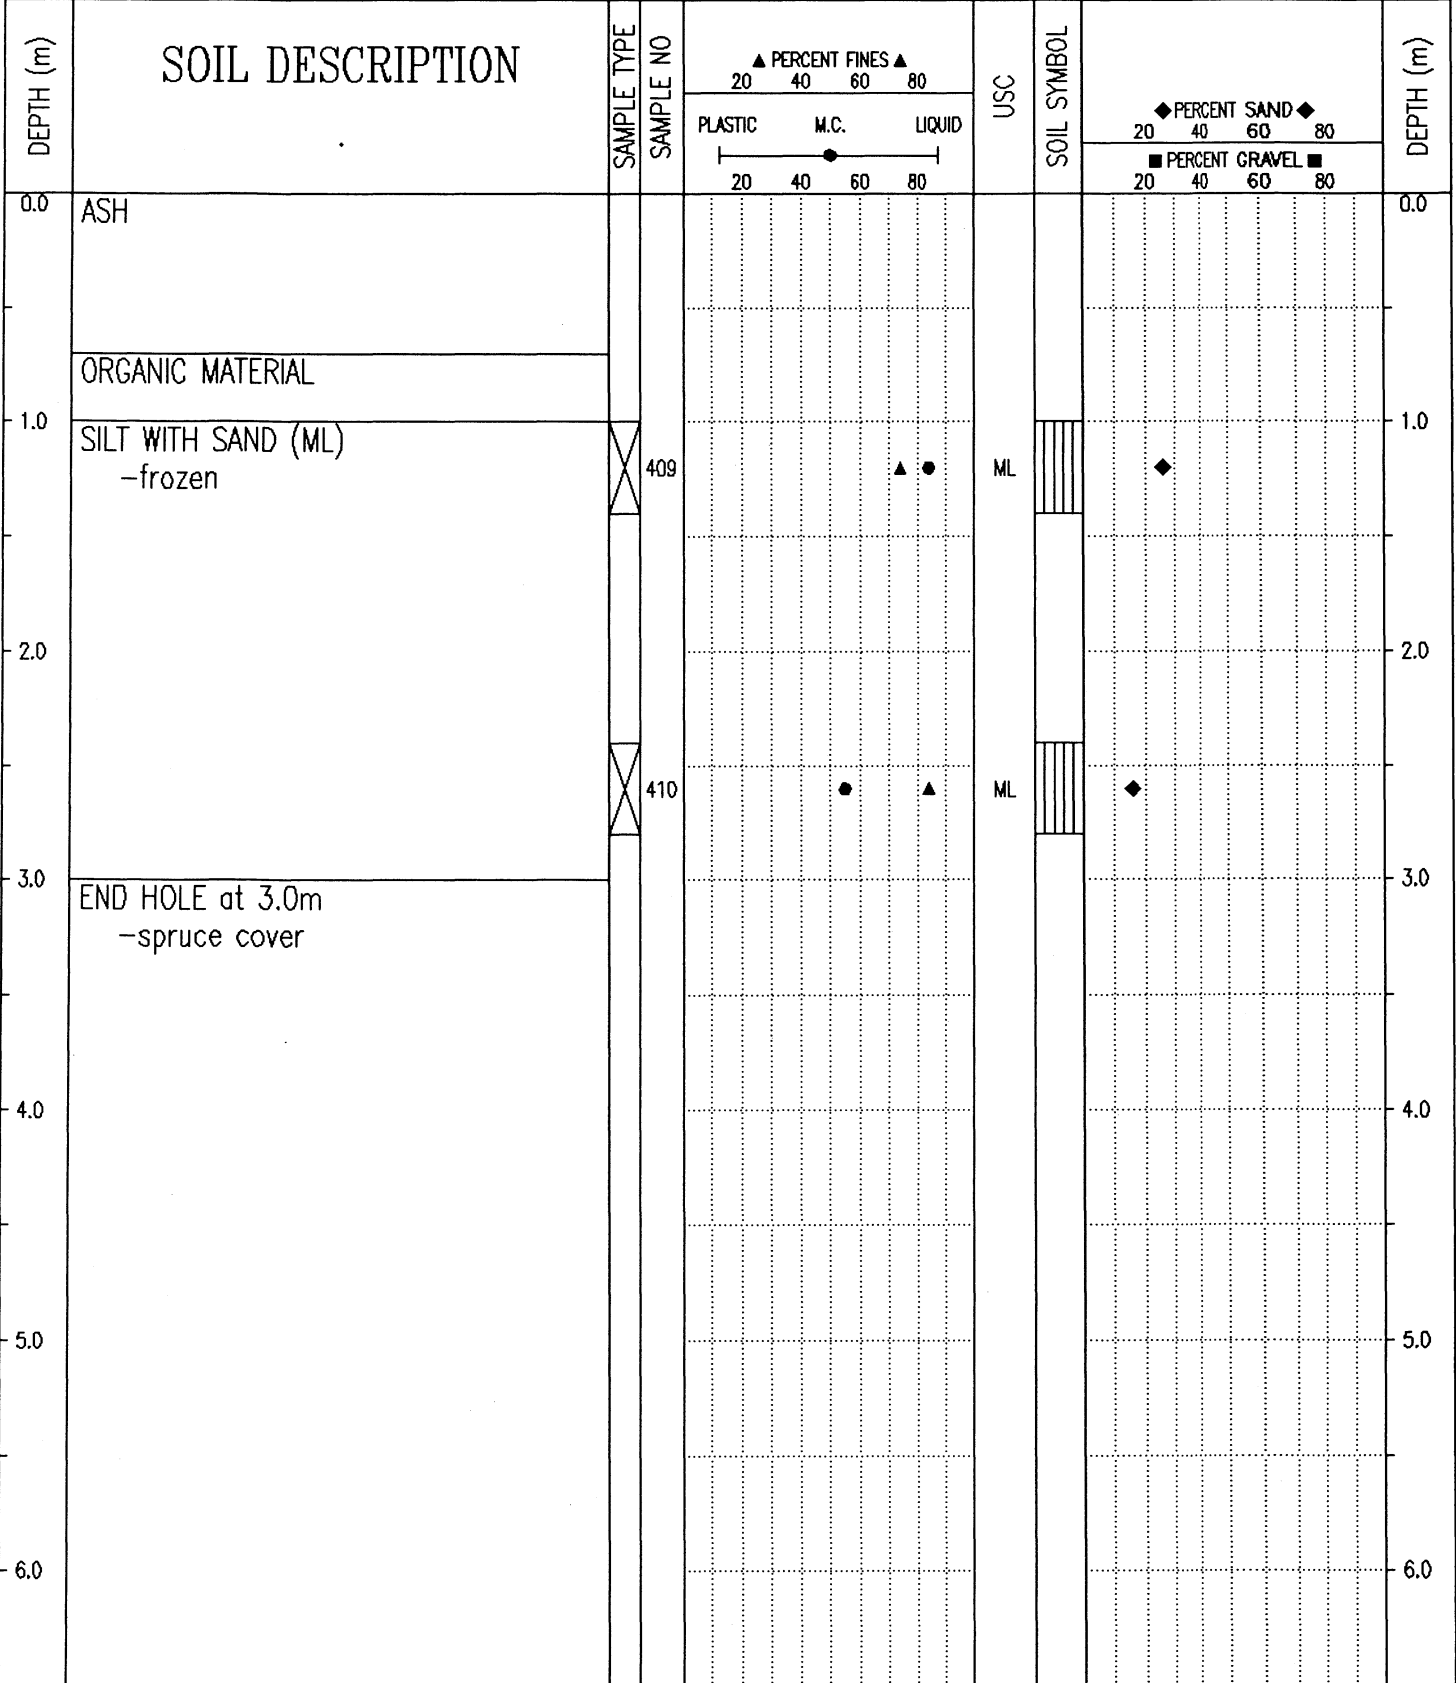 DEPTH (m)
SOIL DESCRIPTION
SAMPLE TYPE
SAMPLE NO
▲ PERCENT FINES ▲
20 40 60 80
PLASTIC M.C. LIQUID
20 40 60 80
USC
SOIL SYMBOL
◆ PERCENT SAND ◆
20 40 60 80
■ PERCENT GRAVEL ■
20 40 60 80
DEPTH (m)
0.0 ASH 0.0
ORGANIC MATERIAL
1.0 1.0
SILT WITH SAND (ML)
-frozen
409 ML
2.0 2.0
410 ML
3.0 3.0
END HOLE at 3.0m
-spruce cover
4.0 4.0
5.0 5.0
6.0 6.0